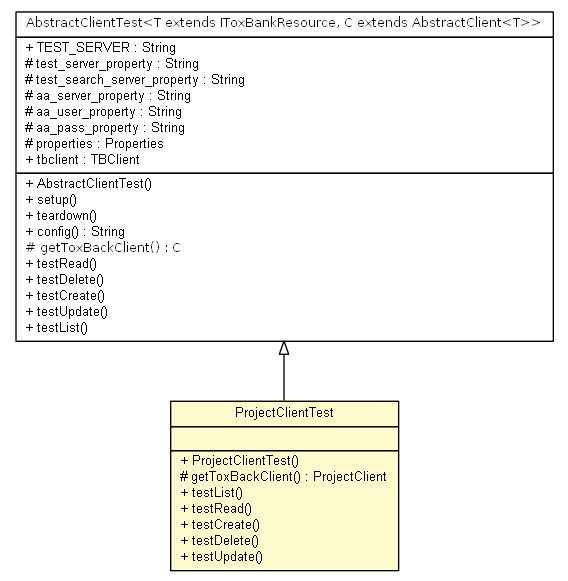 AbstractClientTest<T extends IToxBankResource, C extends AbstractClient<T>>
+ TEST_SERVER : String
# test_server_property : String
# test_search_server_property : String
# aa_server_property : String
# aa_user_property : String
# aa_pass_property : String
# properties : Properties
+ tbclient : TBClient
+ AbstractClientTest()
+ setup()
+ teardown()
+ config() : String
# getToxBackClient() : C
+ testRead()
+ testDelete()
+ testCreate()
+ testUpdate()
+ testList()
ProjectClientTest
+ ProjectClientTest()
# getToxBackClient() : ProjectClient
+ testList()
+ testRead()
+ testCreate()
+ testDelete()
+ testUpdate()